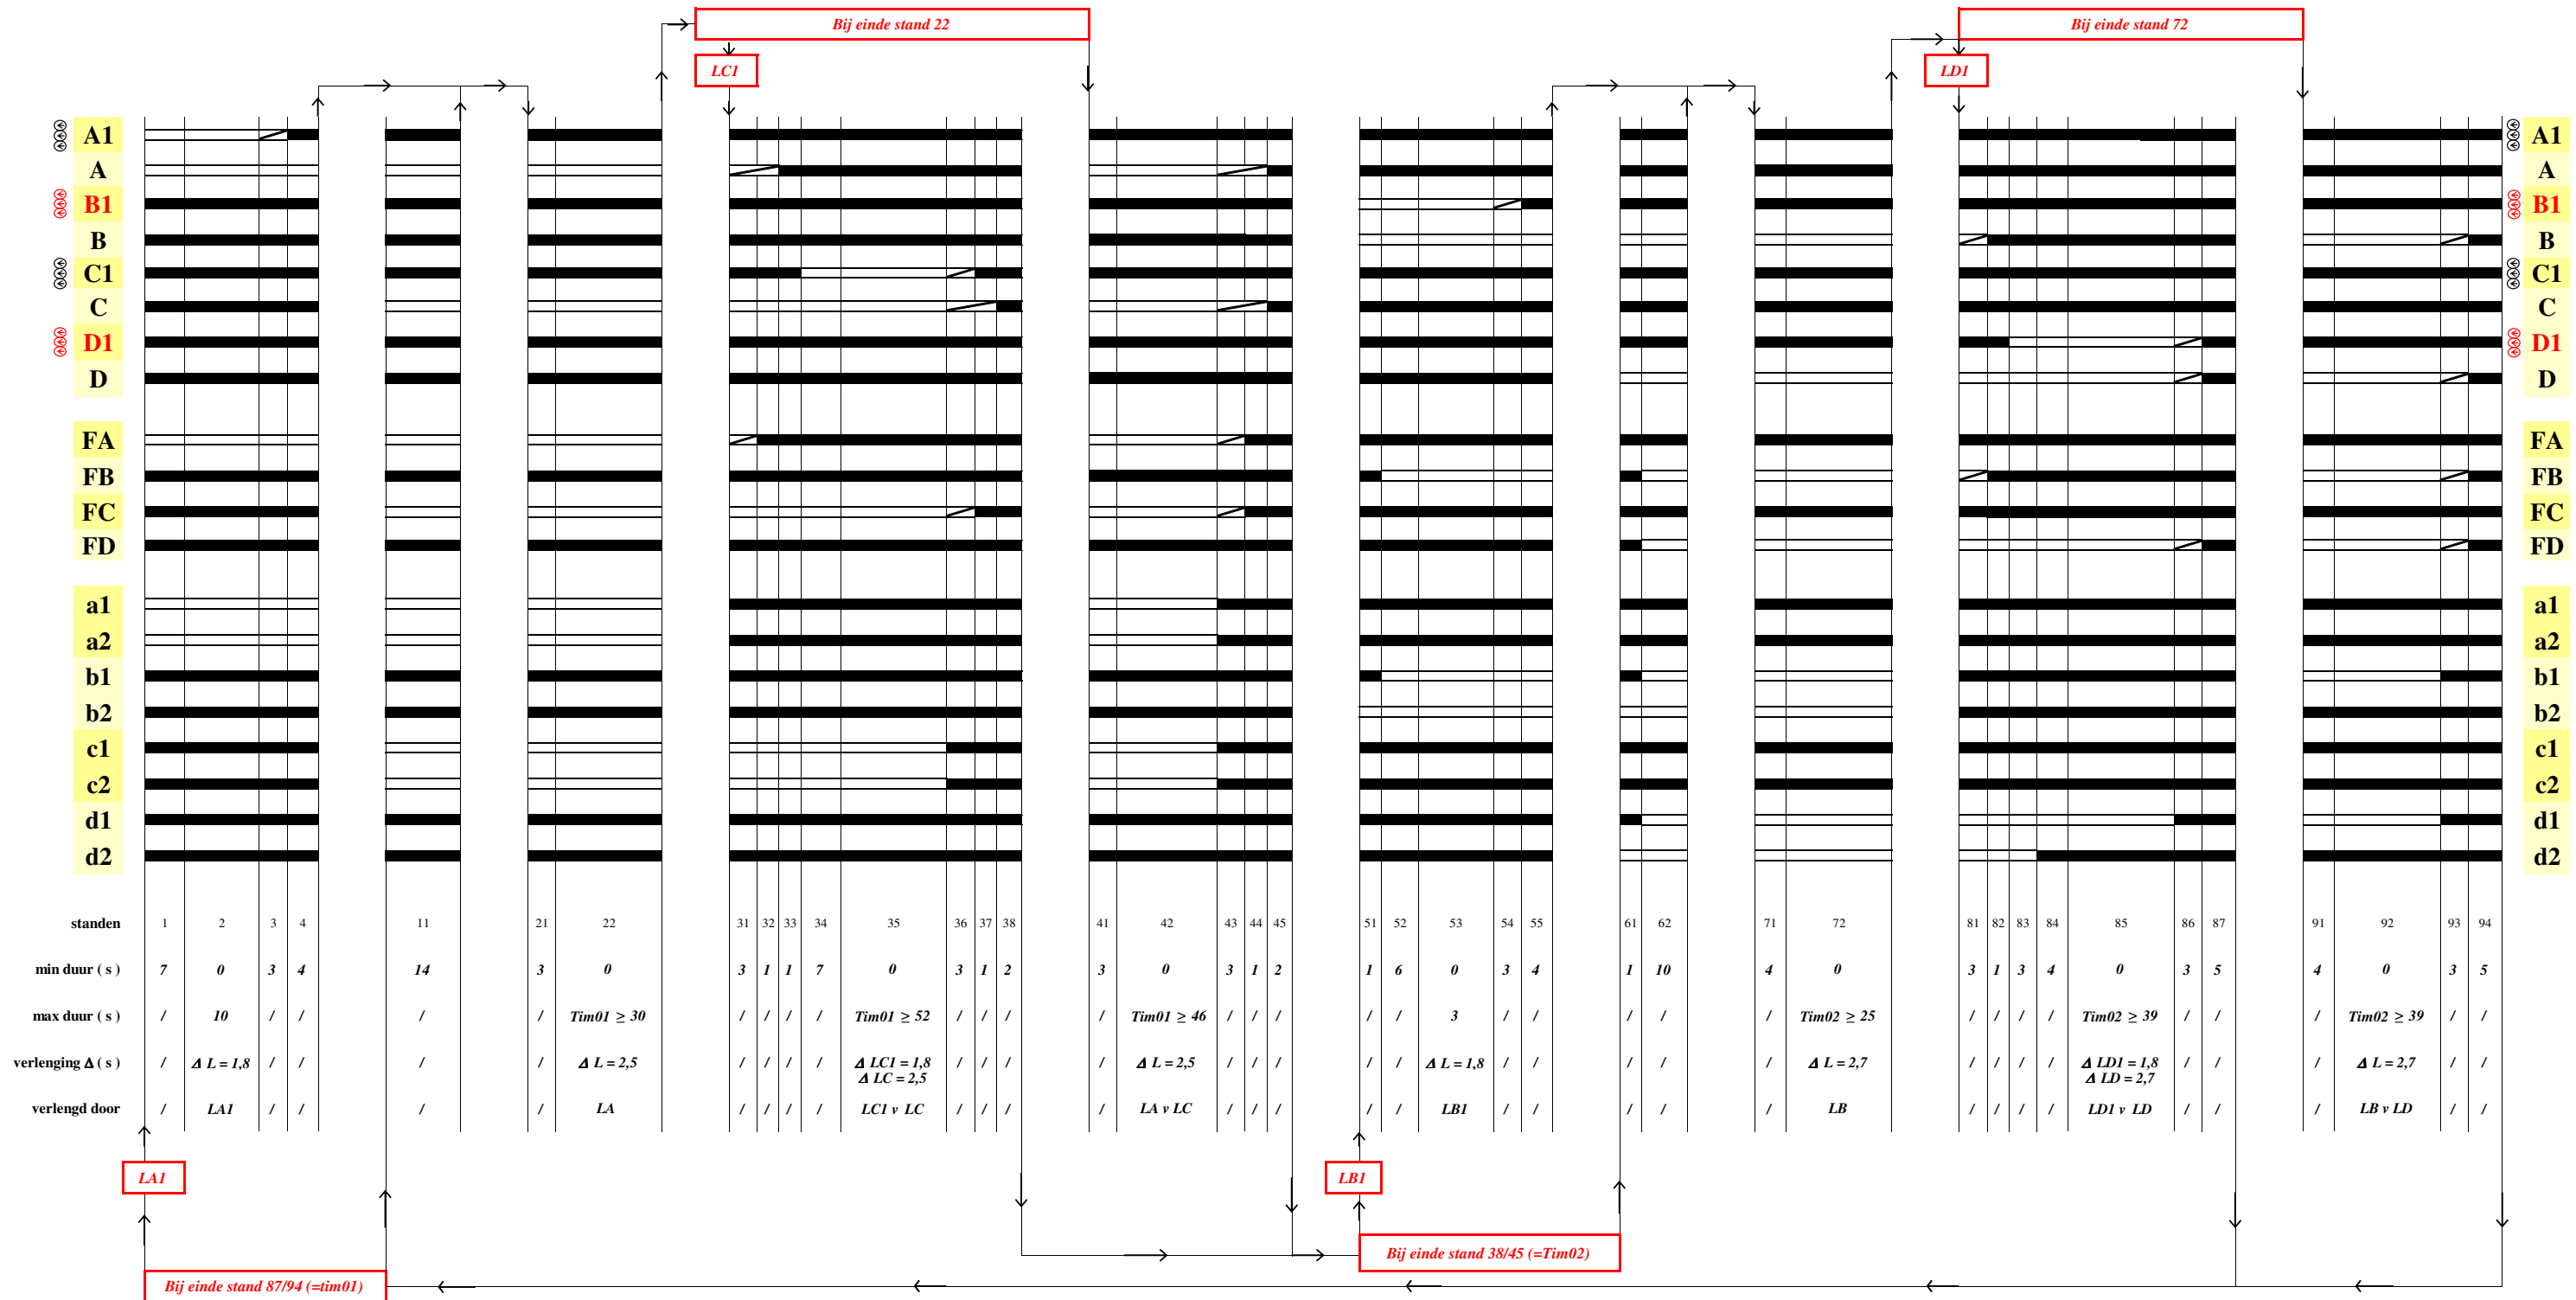 Bij einde stand 22 Bij einde stand 72
LC1 LD1
A1 A1
A A
B1 B1
B B
C1 C1
C C
D1 D1
D D
FA FA
FB FB
FC FC
FD FD
a1 a1
a2 a2
b1 b1
b2 b2
c1 c1
c2 c2
d1 d1
d2 d2
standen 1 2 3 4 11 21 22 31 32 33 34 35 36 37 38 41 42 43 44 45 51 52 53 54 55 61 62 71 72 81 82 83 84 85 86 87 91 92 93 94
min duur ( s ) 7 0 3 4 14 3 0 3 1 1 7 0 3 1 2 3 0 3 1 2 1 6 0 3 4 1 10 4 0 3 1 3 4 0 3 5 4 0 3 5
max duur ( s ) / 10 / / / / Tim01 ≥ 30 / / / / Tim01 ≥ 52 / / / / Tim01 ≥ 46 / / / / / 3 / / / / / Tim02 ≥ 25 / / / / Tim02 ≥ 39 / / / Tim02 ≥ 39 / /
verlenging Δ ( s ) / Δ L = 1,8 / / / / Δ L = 2,5 / / / / Δ LC1 = 1,8 / / / / Δ L = 2,5 / / / / / Δ L = 1,8 / / / / / Δ L = 2,7 / / / / Δ LD1 = 1,8 / / / Δ L = 2,7 / /
Δ LC = 2,5 Δ LD = 2,7
verlengd door / LA1 / / / / LA / / / / LC1 v LC / / / / LA v LC / / / / / LB1 / / / / / LB / / / / LD1 v LD / / / LB v LD / /
LA1 LB1
Bij einde stand 38/45 (=Tim02)
Bij einde stand 87/94 (=tim01)